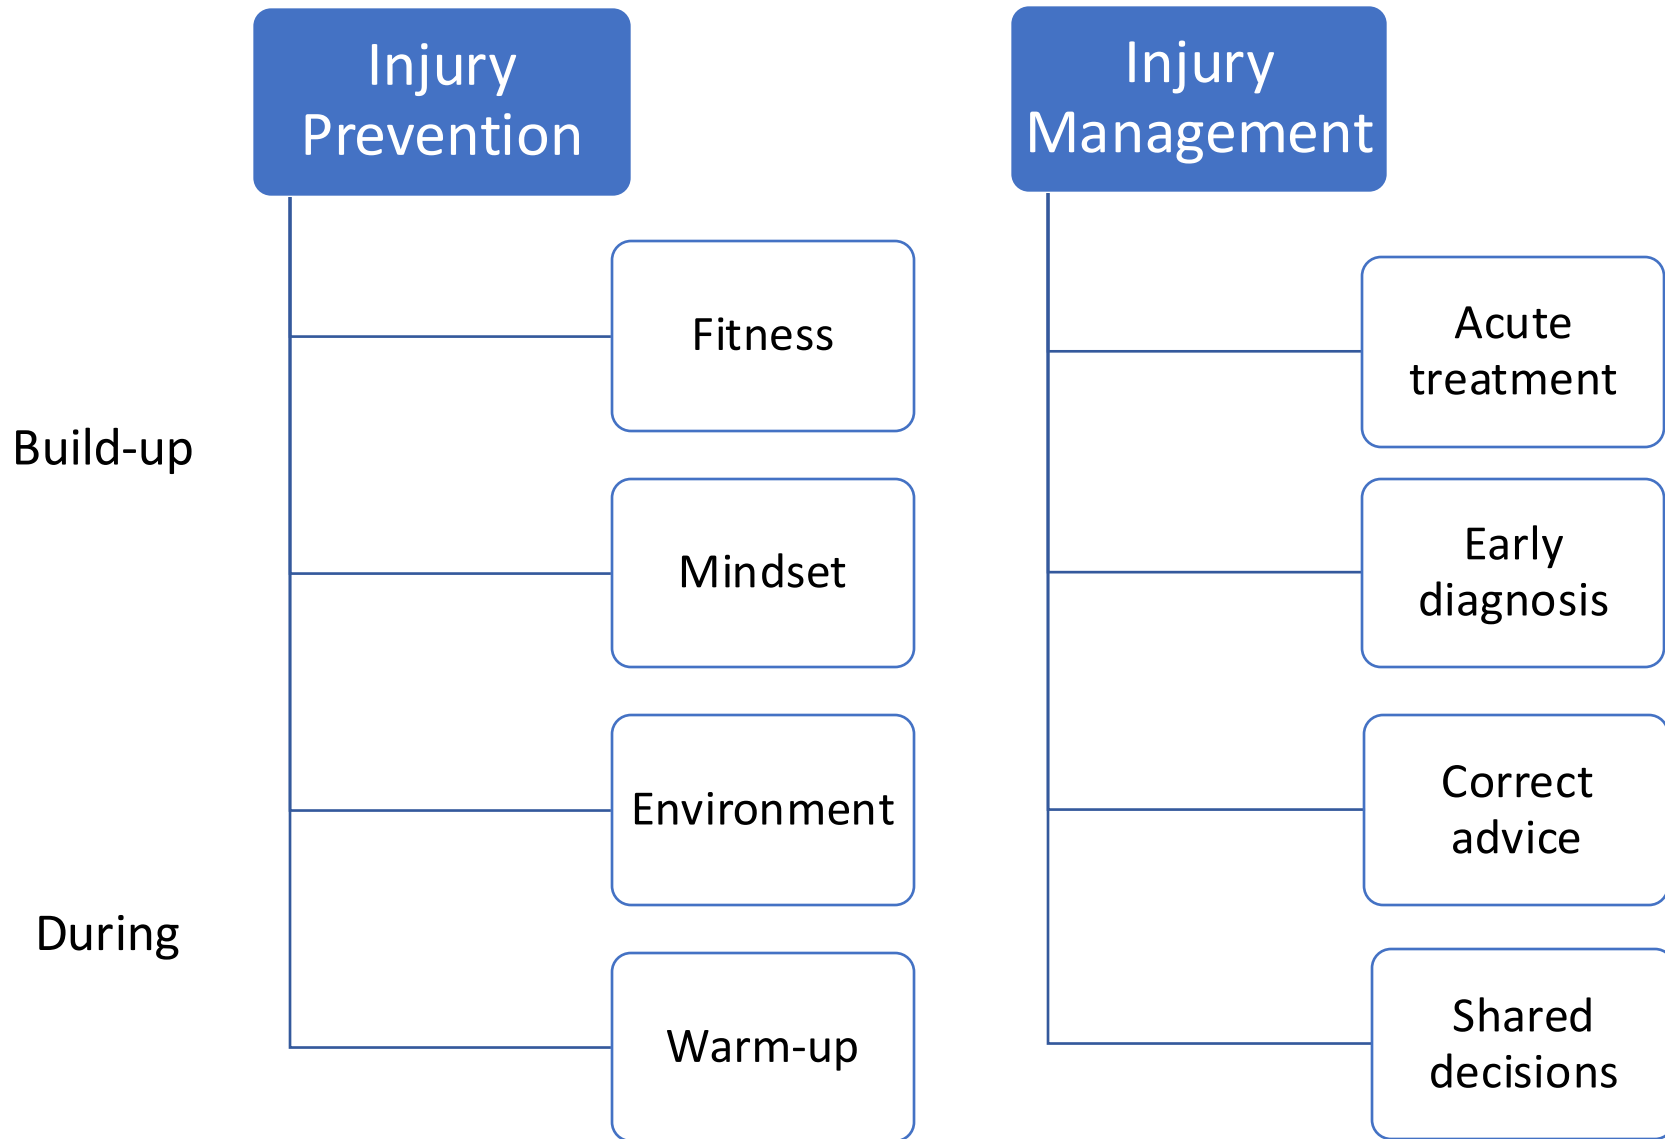 Injury
Prevention
Injury
Management
Build-up
During
Fitness
Mindset
Environment
Warm-up
Acute
treatment
Early
diagnosis
Correct
advice
Shared
decisions